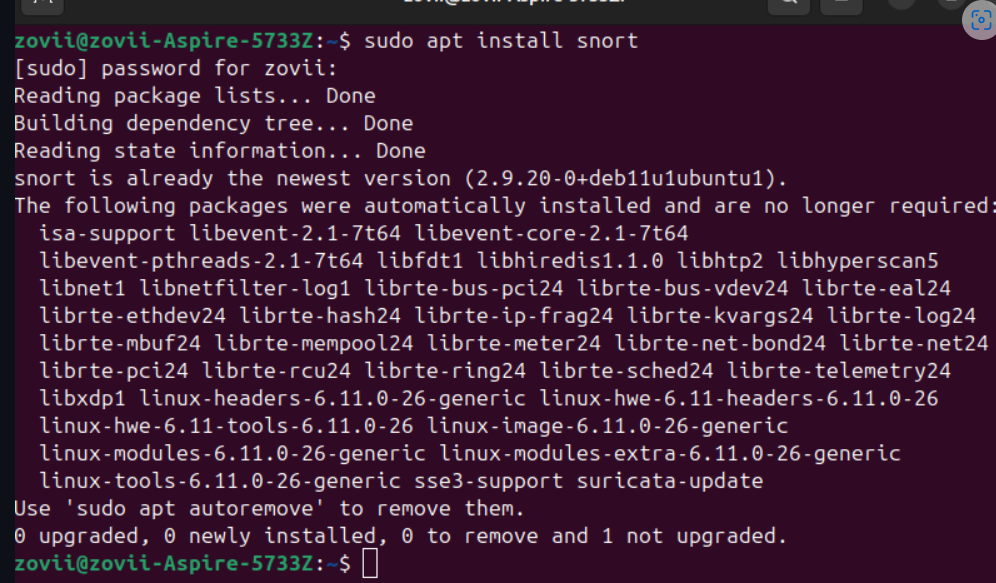 zovii@zovii-Aspire-5733Z:~$ sudo apt install snort
[sudo] password for zovii:
Reading package lists... Done
Building dependency tree... Done
Reading state information... Done
snort is already the newest version (2.9.20-0+deb11u1ubuntu1).
The following packages were automatically installed and are no longer required:
  isa-support libevent-2.1-7t64 libevent-core-2.1-7t64
  libevent-pthreads-2.1-7t64 libfdt1 libhiredis1.1.0 libhtp2 libhyperscan5
  libnet1 libnetfilter-log1 librte-bus-pci24 librte-bus-vdev24 librte-eal24
  librte-ethdev24 librte-hash24 librte-ip-frag24 librte-kvargs24 librte-log24
  librte-mbuf24 librte-mempool24 librte-meter24 librte-net-bond24 librte-net24
  librte-pci24 librte-rcu24 librte-ring24 librte-sched24 librte-telemetry24
  libxdp1 linux-headers-6.11.0-26-generic linux-hwe-6.11-headers-6.11.0-26
  linux-hwe-6.11-tools-6.11.0-26 linux-image-6.11.0-26-generic
  linux-modules-6.11.0-26-generic linux-modules-extra-6.11.0-26-generic
  linux-tools-6.11.0-26-generic sse3-support suricata-update
Use 'sudo apt autoremove' to remove them.
0 upgraded, 0 newly installed, 0 to remove and 1 not upgraded.
zovii@zovii-Aspire-5733Z:~$